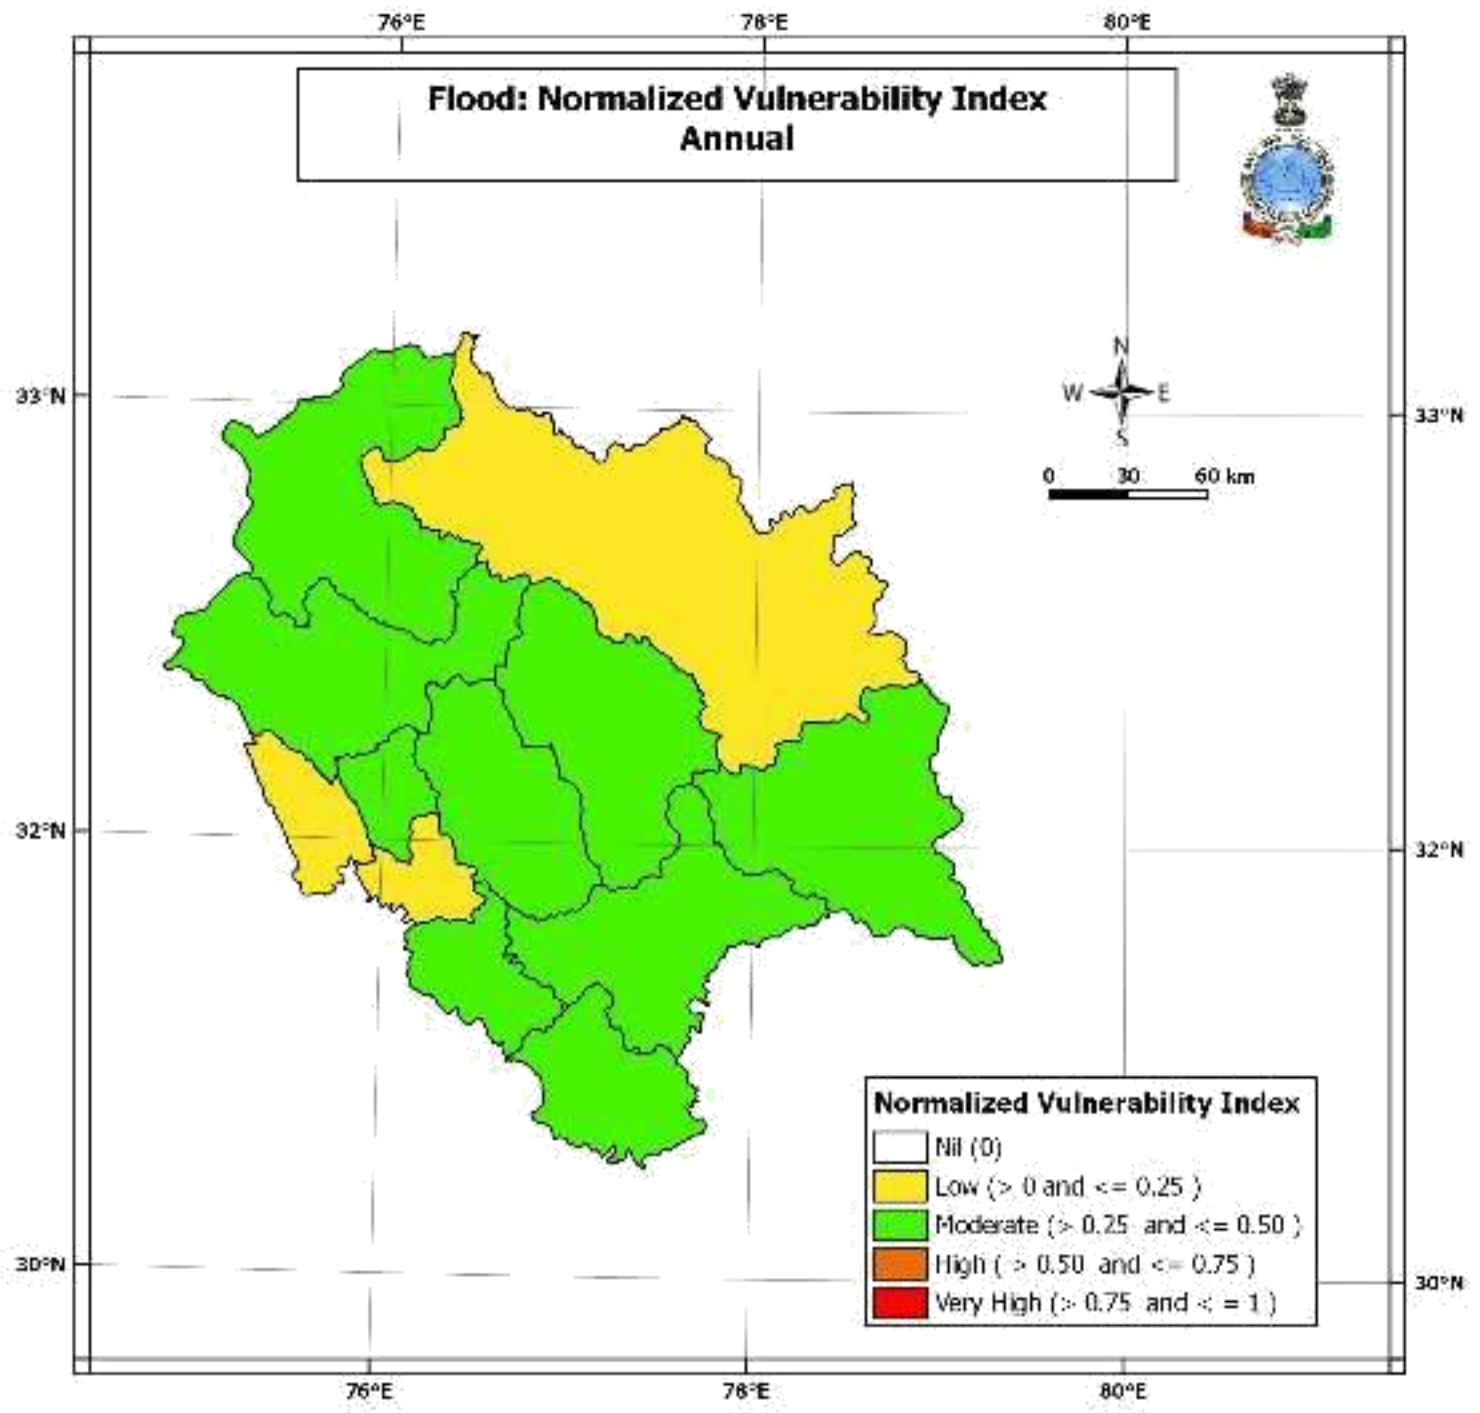 76°E 78°E 80°E
Flood: Normalized Vulnerability Index
Annual
N
W E
S
33°N
33°N
0 30 60 km
32°N
32°N
Normalized Vulnerability Index
Nil (0)
Low (> 0 and <= 0.25 )
Moderate (> 0.25 and <= 0.50 )
High ( > 0.50 and <= 0.75 )
Very High (> 0.75 and < = 1 )
30°N
30°N
76°E 78°E 80°E